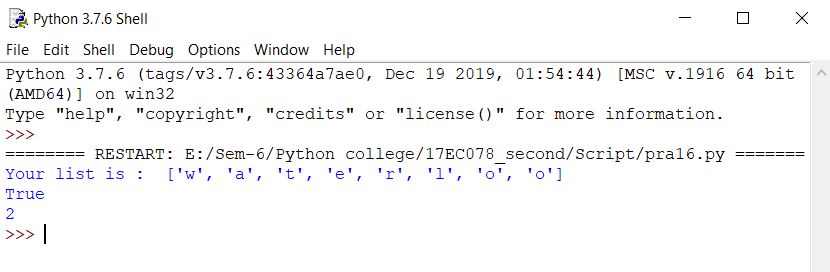 Python 3.7.6 Shell
File Edit Shell Debug Options Window Help
Python 3.7.6 (tags/v3.7.6:43364a7ae0, Dec 19 2019, 01:54:44) [MSC v.1916 64 bit
(AMD64)] on win32
Type "help", "copyright", "credits" or "license()" for more information.
>>>
======== RESTART: E:/Sem-6/Python college/17EC078_second/Script/pra16.py =======
Your list is :  ['w', 'a', 't', 'e', 'r', 'l', 'o', 'o']
True
2
>>>